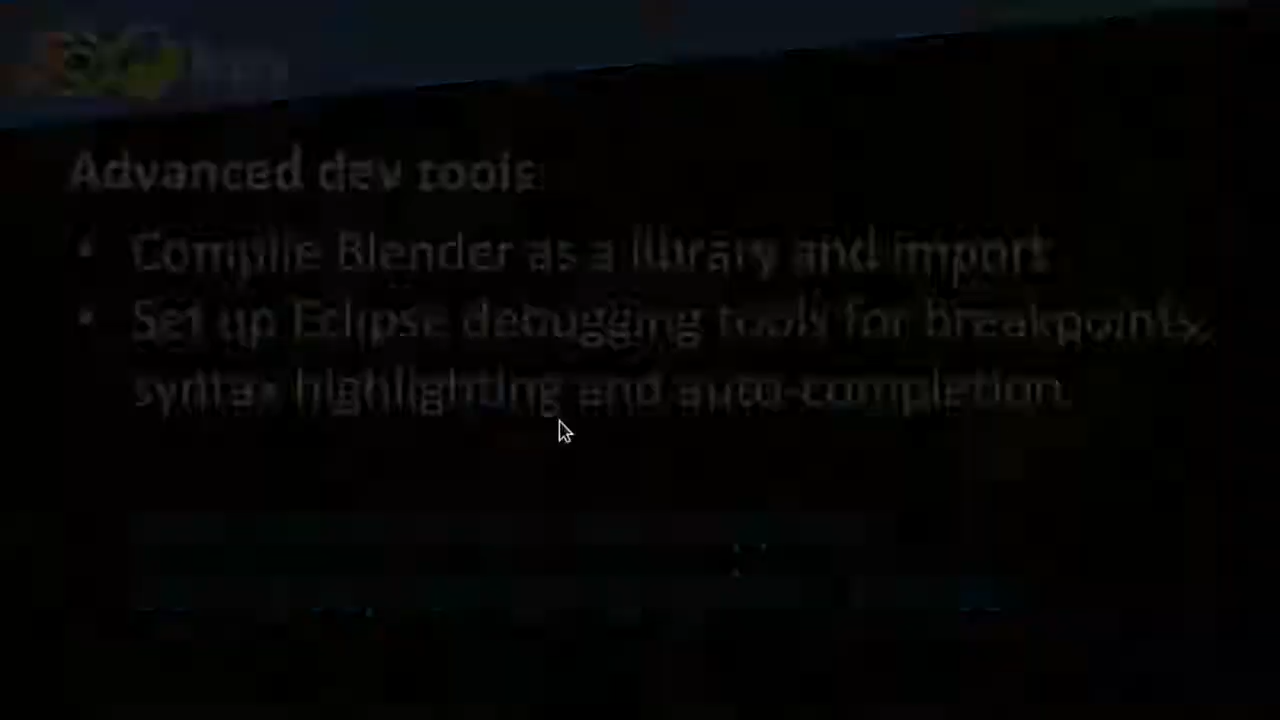 Advanced dev tools:
• Compile Blender as a library and import
• Set up Eclipse debugging tools for breakpoints,
syntax highlighting and auto-completion.